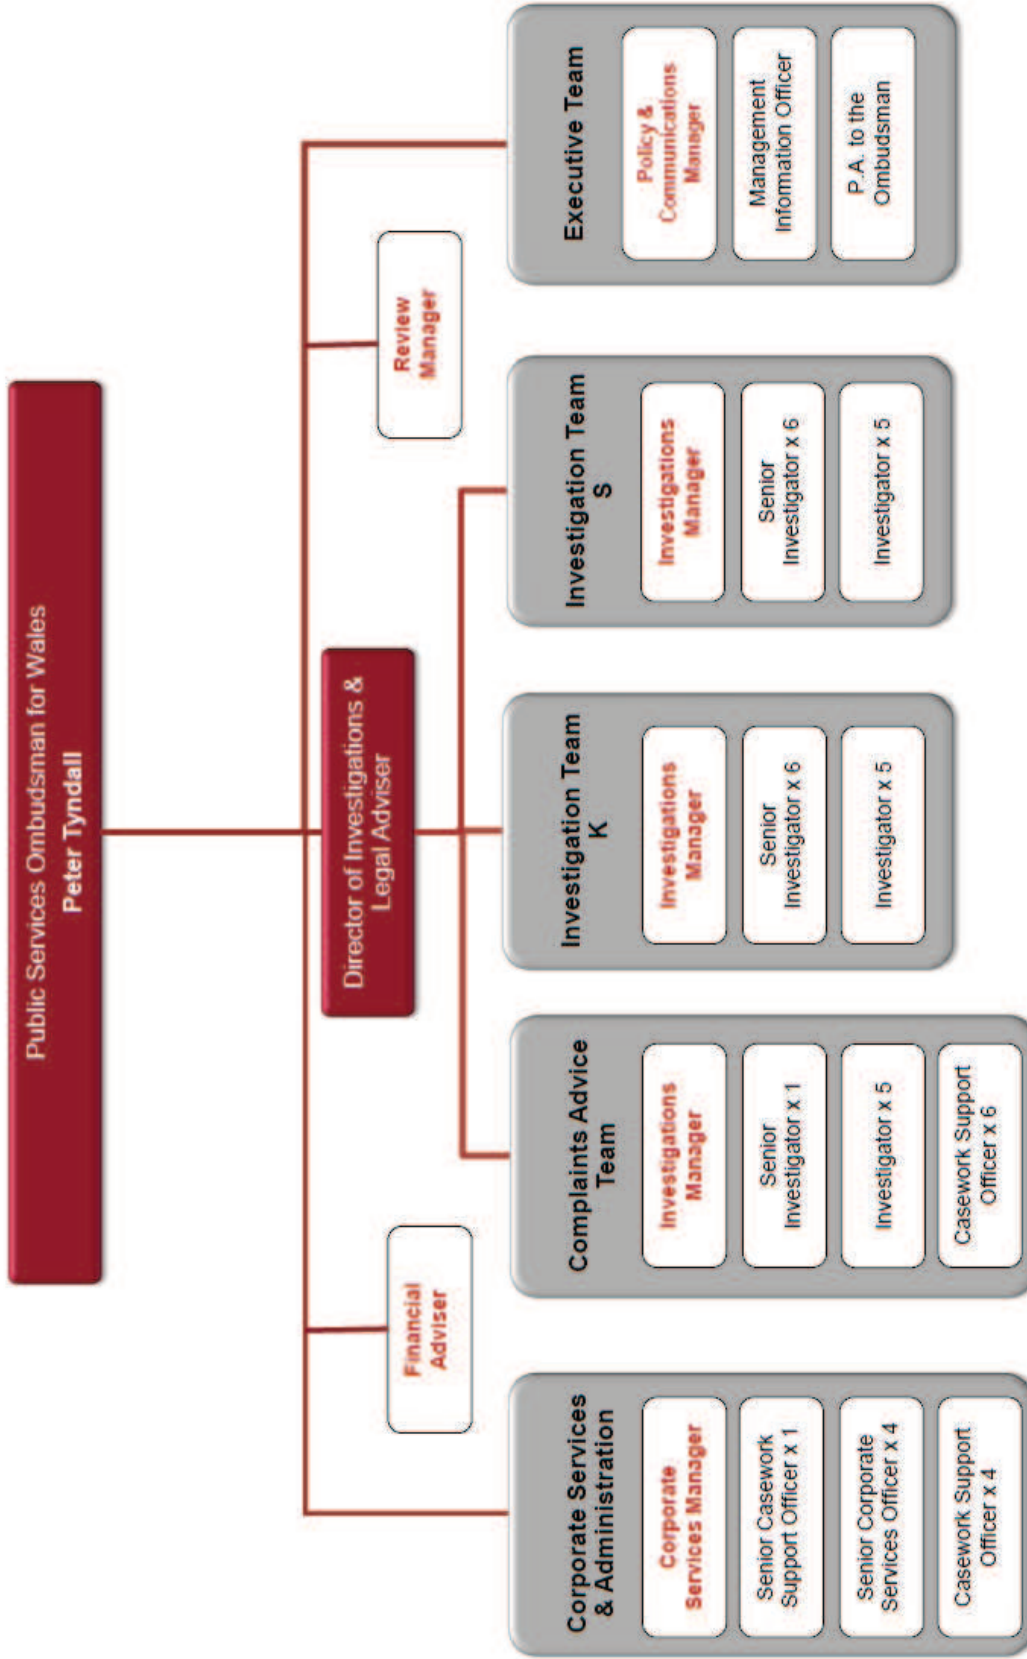 Public Services Ombudsman for Wales
Peter Tyndall
Director of Investigations &
Legal Adviser
Financial
Adviser
Review
Manager
Corporate Services
& Administration
Corporate
Services Manager
Senior Casework
Support Officer x 1
Senior Corporate
Services Officer x 4
Casework Support
Officer x 4
Complaints Advice
Team
Investigations
Manager
Senior
Investigator x 1
Investigator x 5
Casework Support
Officer x 6
Investigation Team
K
Investigations
Manager
Senior
Investigator x 6
Investigator x 5
Investigation Team
S
Investigations
Manager
Senior
Investigator x 6
Investigator x 5
Executive Team
Policy &
Communications
Manager
Management
Information Officer
P.A. to the
Ombudsman